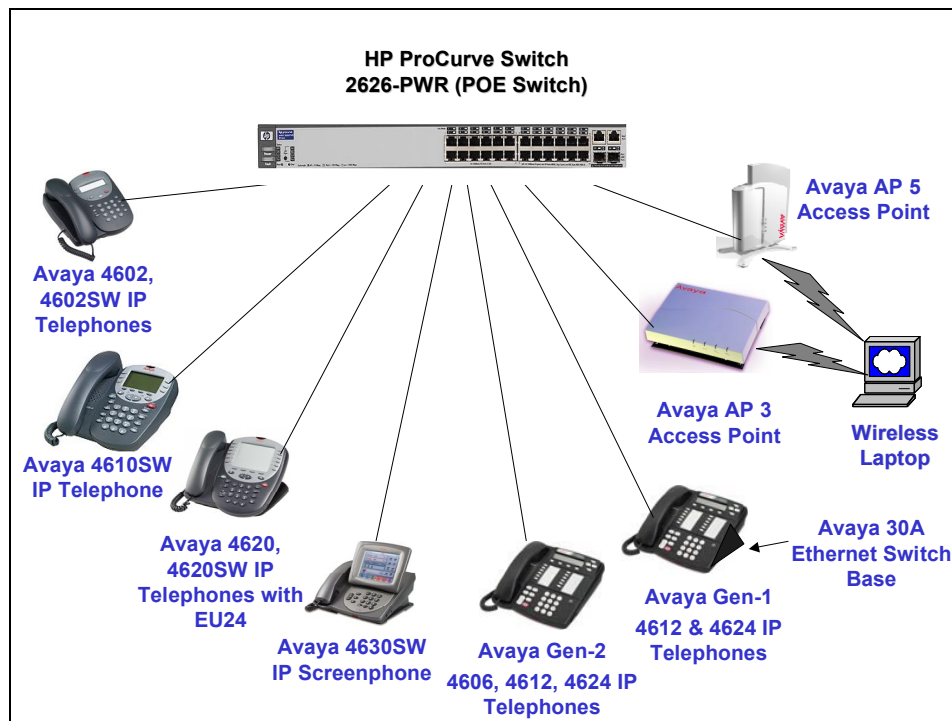 HP ProCurve Switch
2626-PWR (POE Switch)
Avaya AP 5
Access Point
Avaya 4602,
4602SW IP
Telephones
Avaya
Avaya AP 3
Access Point
Wireless
Laptop
Avaya 4610SW
IP Telephone
Avaya 4620,
4620SW IP
Telephones with
EU24
Avaya 4630SW
IP Screenphone
Avaya Gen-2
4606, 4612, 4624 IP
Telephones
Avaya Gen-1
4612 & 4624 IP
Telephones
Avaya 30A
Ethernet Switch
Base